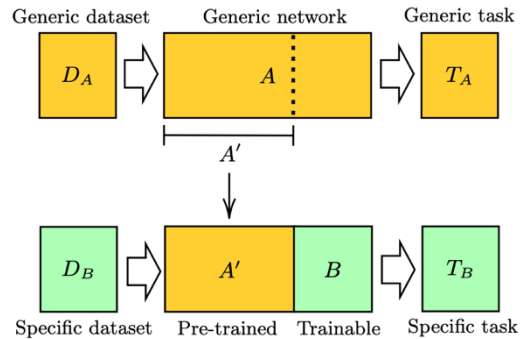 Generic dataset
Generic network
Generic task
D_A
A
T_A
A′
D_B
A′
B
T_B
Specific dataset
Pre-trained
Trainable
Specific task